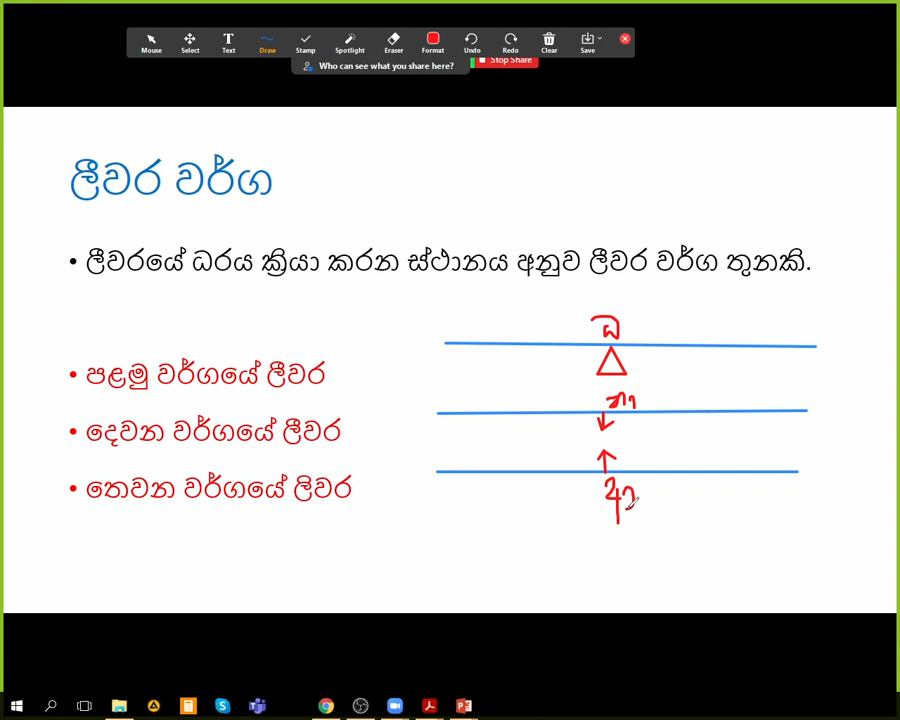 Mouse Select Text Draw Stamp Spotlight Eraser Format Undo Redo Clear Save
Who can see what you share here? Stop Share
ලීවර වර්ග
• ලීවරයේ ධරය ක්‍රියා කරන ස්ථානය අනුව ලීවර වර්ග තුනකි.
ධ
• පළමු වර්ගයේ ලීවර
භා
• දෙවන වර්ගයේ ලීවර
• තෙවන වර්ගයේ ලිවර
ආ